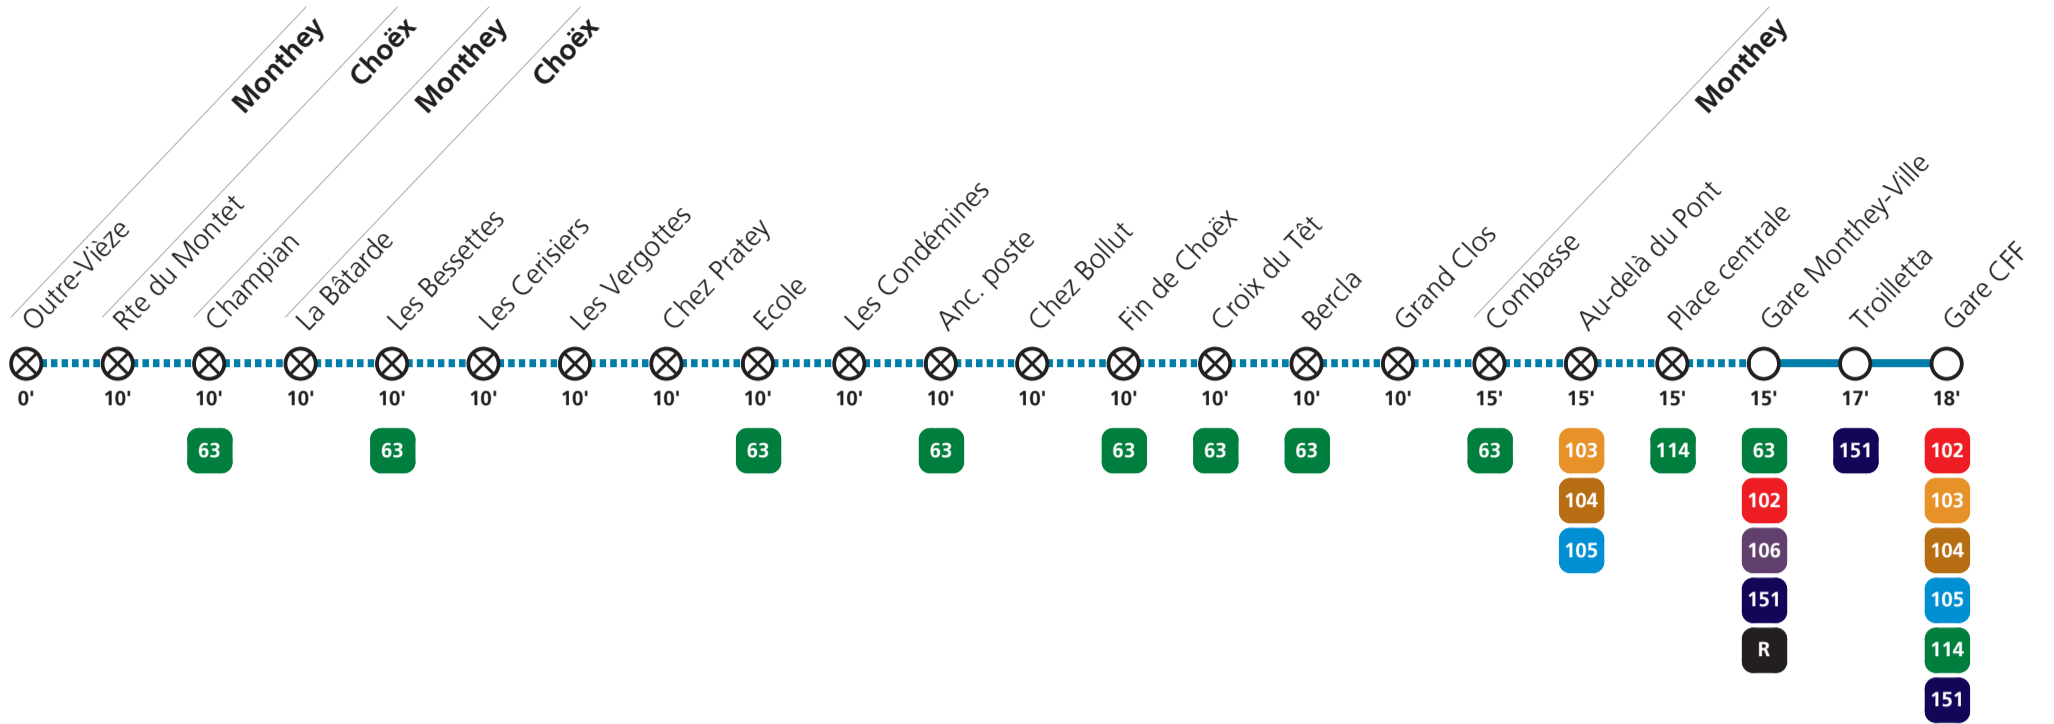 Monthey
Choëx
Monthey
Choëx
Monthey
Outre-Vièze
Rte du Montet
Champian
La Bâtarde
Les Bessettes
Les Cerisiers
Les Vergottes
Chez Pratey
Ecole
Les Condémines
Anc. poste
Chez Bollut
Fin de Choëx
Croix du Têt
Bercla
Grand Clos
Combasse
Au-delà du Pont
Place centrale
Gare Monthey-Ville
Troilletta
Gare CFF
0' 10' 10' 10' 10' 10' 10' 10' 10' 10' 10' 10' 10' 10' 10' 10' 15' 15' 15' 15' 17' 18'
63 63 63 63 63 63 63 63 103 114 63 151 102
104 102 103
105 106 104
151 105
R 114
151